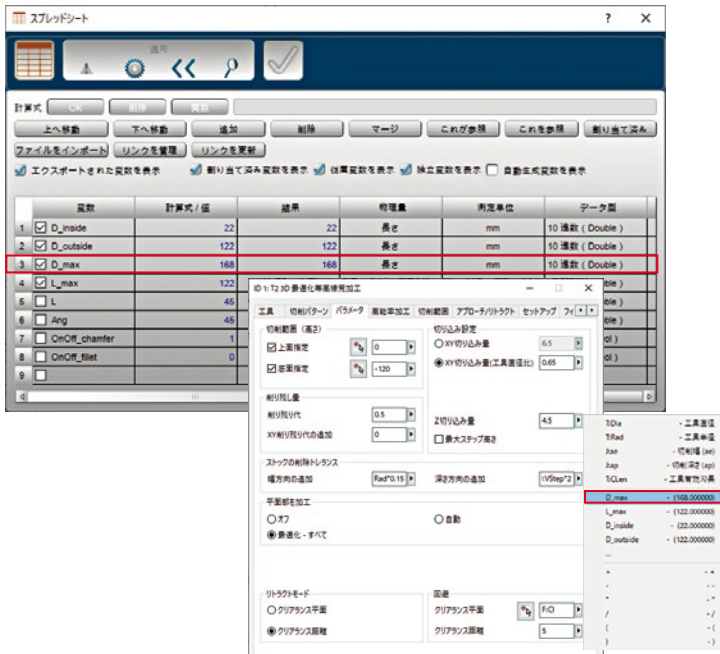 スプレッドシート
適用
計算式 OK 削除 関数
上へ移動 下へ移動 追加 削除 マージ これが参照 これを参照 割り当て済み
ファイルをインポート リンクを管理 リンクを更新
エクスポートされた変数を表示 割り当て済み変数を表示 従属変数を表示 独立変数を表示 自動生成変数を表示
変数 計算式 / 値 結果 物理量 測定単位 データ型
1 D_inside 22 22 長さ mm 10 進数 ( Double )
2 D_outside 122 122 長さ mm 10 進数 ( Double )
3 D_max 168 168 長さ mm 10 進数 ( Double )
4 L_max 122 ble )
5 L 45 ble )
6 Ang 45 ble )
7 OnOff_chamfer 1 ol )
8 OnOff_fillet 0 ol )
9
ID 1: T2 3D 最適化等高線荒加工
工具 切削パターン パラメータ 高能率加工 切削範囲 アプローチ/リトラクト セットアップ フィ
切削範囲 (高さ)
上面指定 0
底面指定 -120
切り込み設定
XY切り込み量 6.5
XY切り込み量(工具直径比) 0.65
削り残し量
削り残り代 0.5
XY削り残り代の追加 0
Z切り込み量 4.5
最大ステップ高さ
ストックの削除トレランス
幅方向の追加 Rad*0.15 深さ方向の追加 :VStep*2
平面部を加工
オフ 自動
最適化 - すべて
リトラクトモード
クリアランス平面
クリアランス距離
回避
クリアランス平面 F:Cl
クリアランス距離 5
T:Dia - 工具直径
T:Rad - 工具半径
J:ae - 切削幅 (ae)
J:ap - 切削深さ (ap)
T:CLen - 工具有効刃長
D_max - (168.000000)
L_max - (122.000000)
D_inside - (22.000000)
D_outside - (122.000000)
...
+ - +
- - -
* - *
/ - /
( - (
) - )